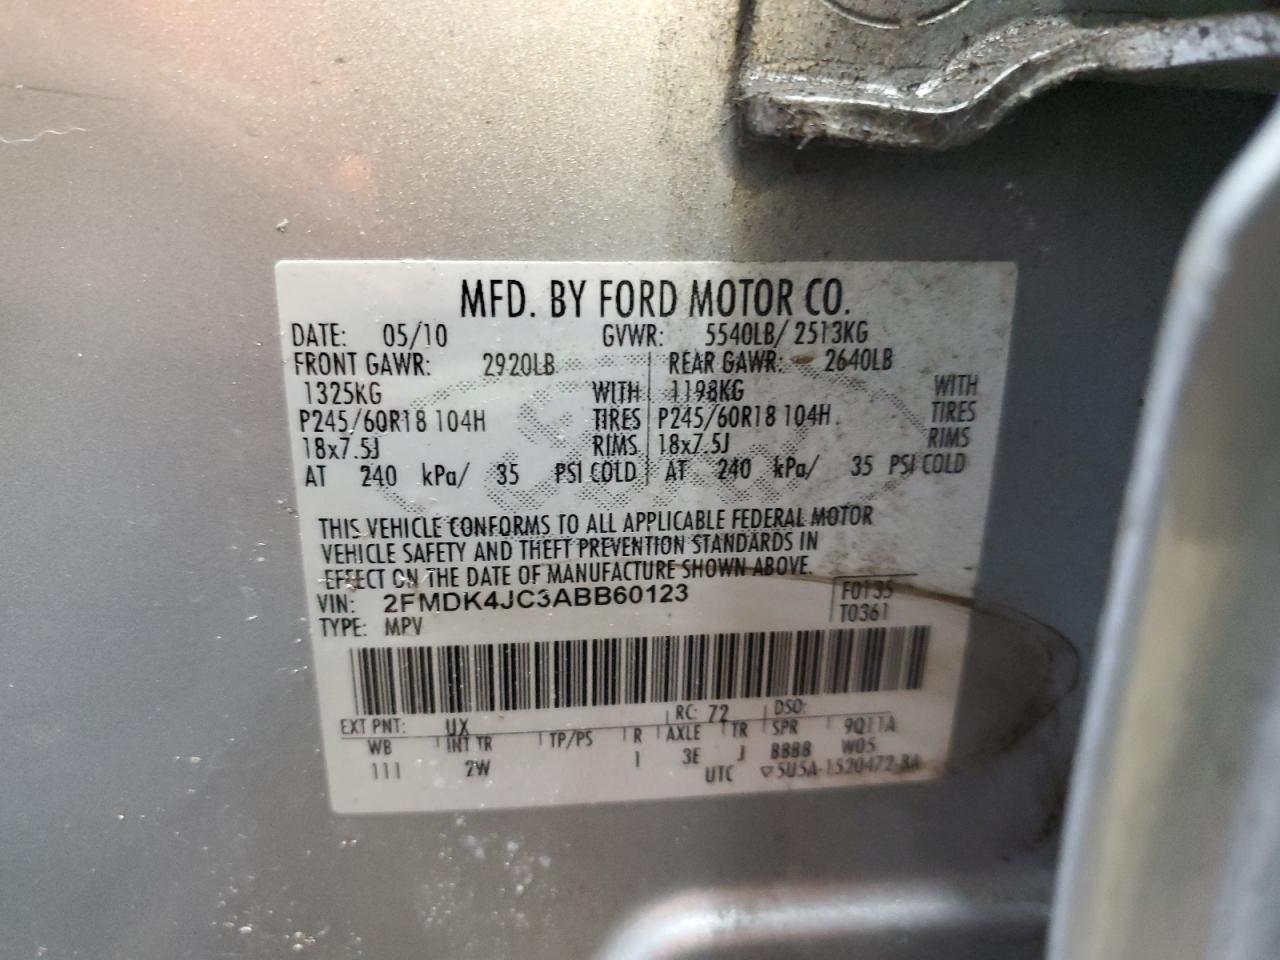 MFD. BY FORD MOTOR CO.
DATE: 05/10 GVWR: 5540LB/ 2513KG
FRONT GAWR: 2920LB REAR GAWR: 2640LB
1325KG WITH 1198KG WITH
P245/60R18 104H TIRES P245/60R18 104H TIRES
18x7.5J RIMS 18x7.5J RIMS
AT 240 kPa/ 35 PSI COLD AT 240 kPa/ 35 PSI COLD
THIS VEHICLE CONFORMS TO ALL APPLICABLE FEDERAL MOTOR
VEHICLE SAFETY AND THEFT PREVENTION STANDARDS IN
EFFECT ON THE DATE OF MANUFACTURE SHOWN ABOVE.
VIN: 2FMDK4JC3ABB60123 F0135
TYPE: MPV T0361
EXT PNT: UX RC: 72 DSO:
WB INT TR TP/PS R AXLE TR SPR 9Q11A
111 2W 1 3E J BBBB W05
UTC ▽5U5A-1520472-BA